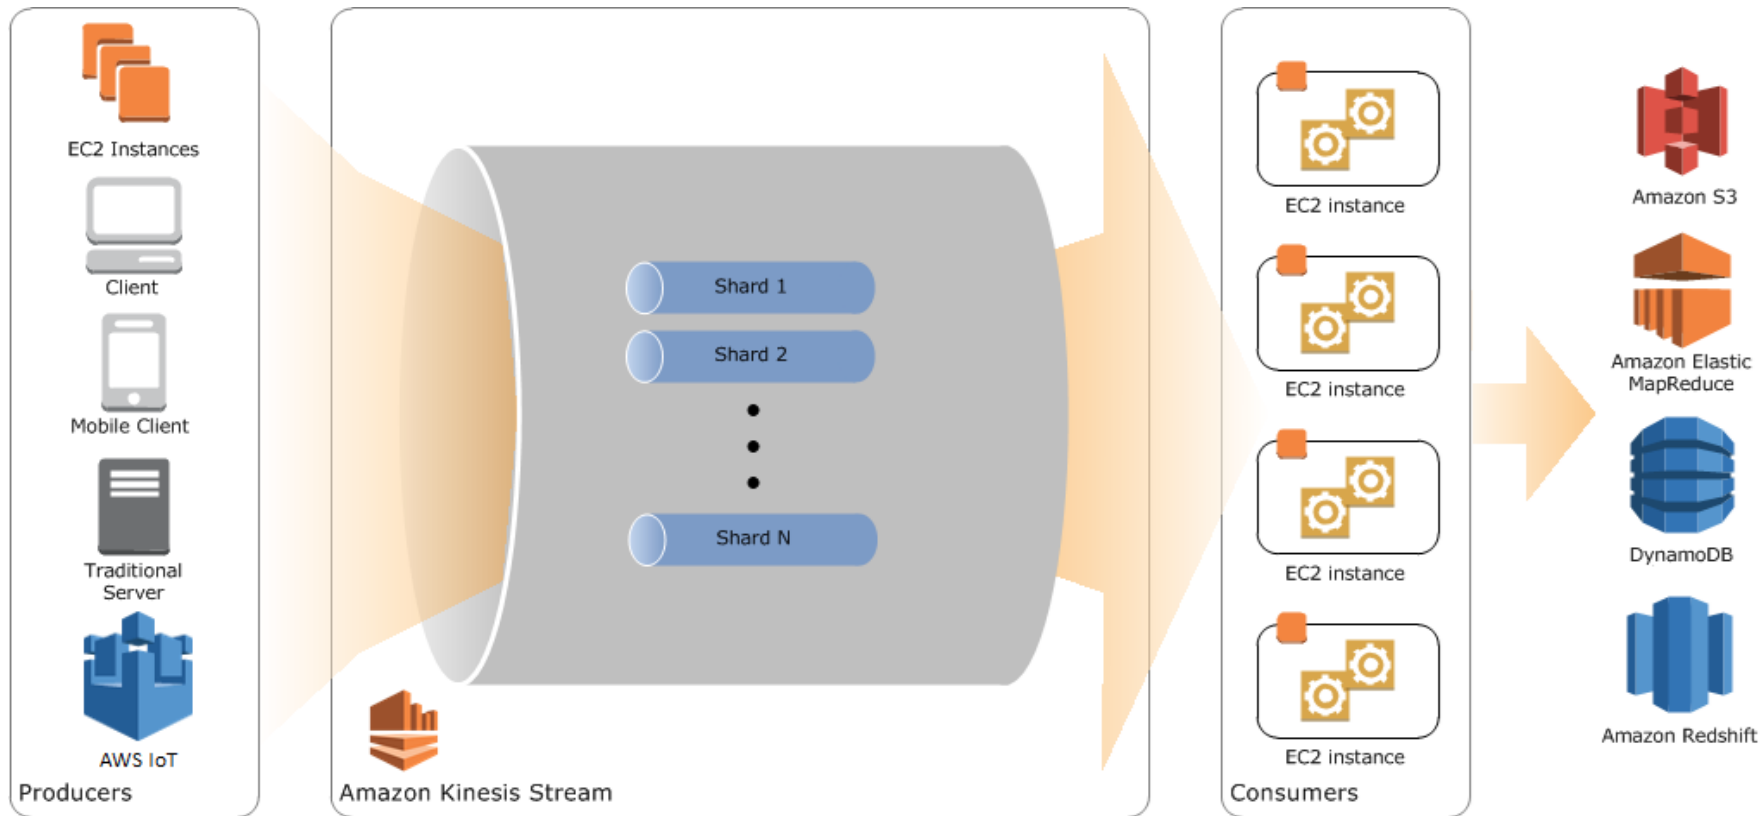 EC2 Instances
Client
Mobile Client
Traditional
Server
AWS IoT
Producers
Shard 1
Shard 2
Shard N
Amazon Kinesis Stream
EC2 instance
EC2 instance
EC2 instance
EC2 instance
Consumers
Amazon S3
Amazon Elastic
MapReduce
DynamoDB
Amazon Redshift